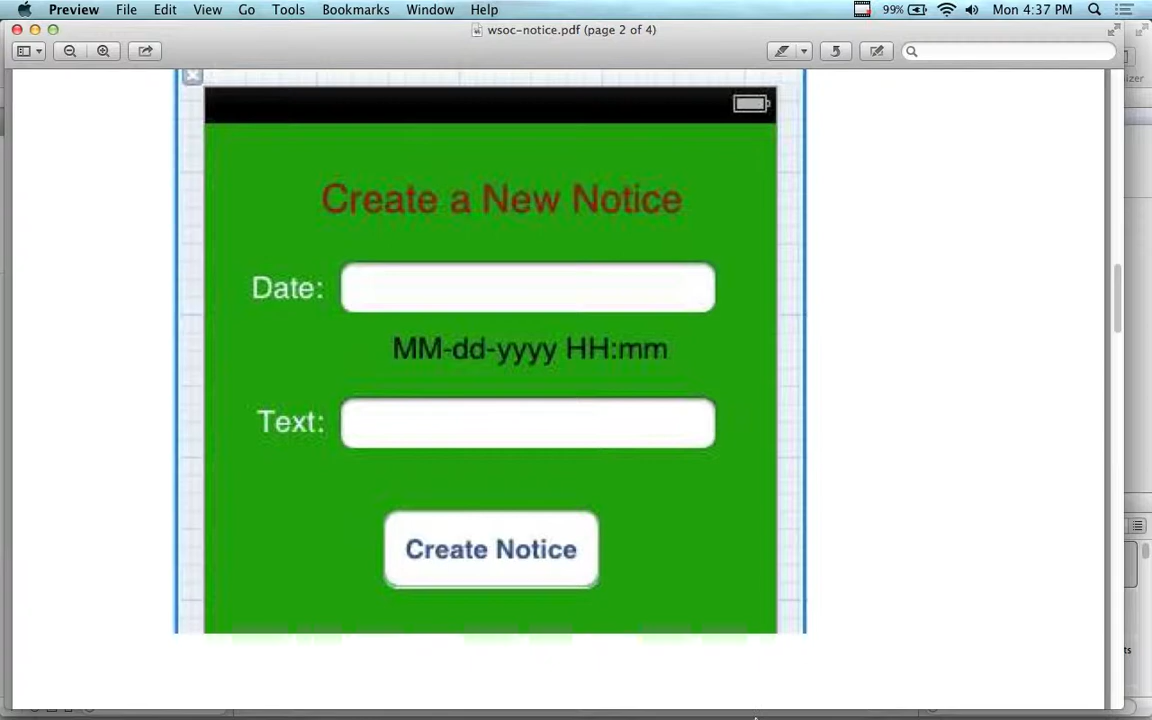 Preview File Edit View Go Tools Bookmarks Window Help 99% Mon 4:37 PM
wsoc-notice.pdf (page 2 of 4)
Create a New Notice
Date:
MM-dd-yyyy HH:mm
Text:
Create Notice